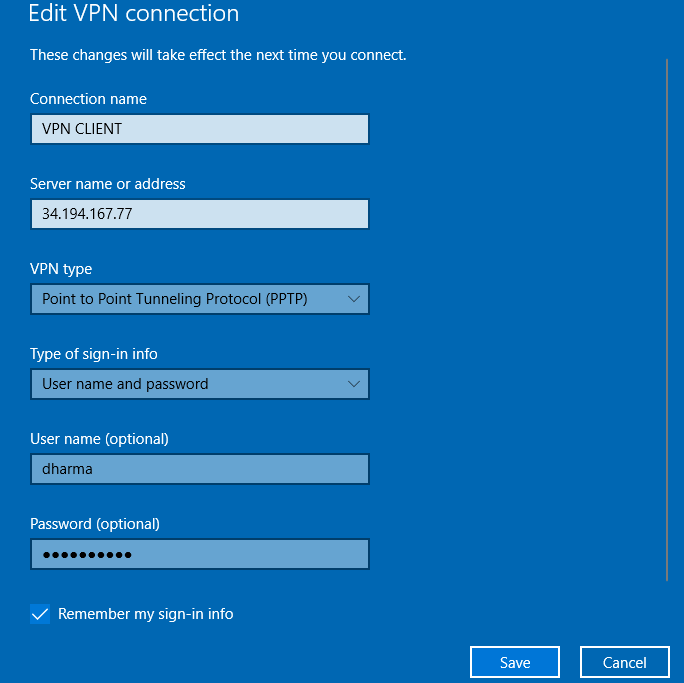 Edit VPN connection
These changes will take effect the next time you connect.
Connection name
VPN CLIENT
Server name or address
34.194.167.77
VPN type
Point to Point Tunneling Protocol (PPTP)
Type of sign-in info
User name and password
User name (optional)
dharma
Password (optional)
●●●●●●●●●●
Remember my sign-in info
Save Cancel